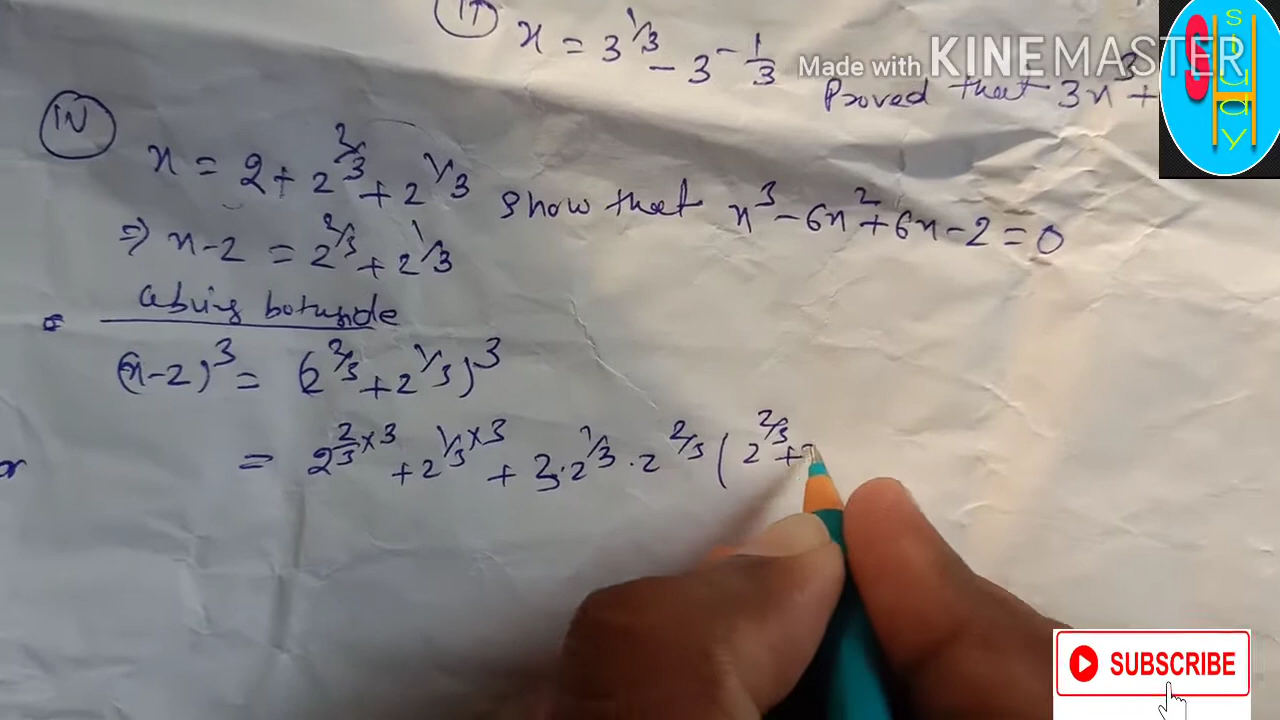 (II) x = 3^1/3 - 3^-1/3
Proved that 3x^3+
Made with KINEMASTER
Study
(IV) x = 2 + 2^2/3 + 2^1/3 show that x^3 - 6x^2 + 6x - 2 = 0
⇒ x - 2 = 2^2/3 + 2^1/3
(x-2)^3 = (2^2/3 + 2^1/3)^3
= 2^2/3×3 + 2^1/3×3 + 3.2^1/3.2^2/3 (2^2/3 +
SUBSCRIBE